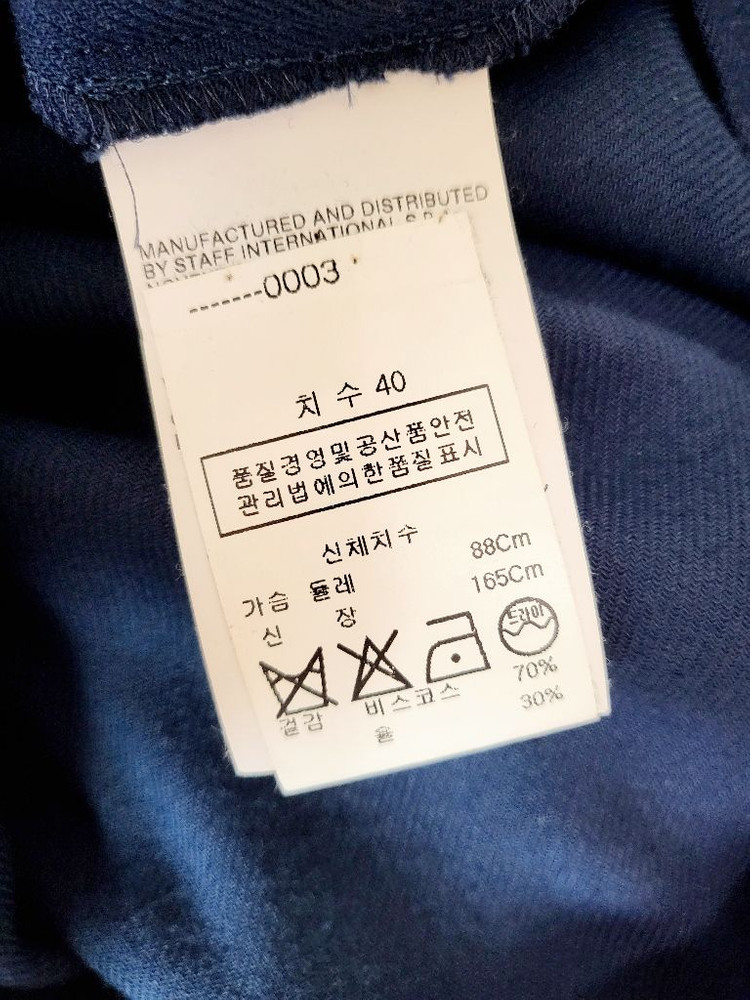 MANUFACTURED AND DISTRIBUTED
BY STAFF INTERNATIONAL S.P.A.
-------0003
치 수 40
품질경영및공산품안전
관리법에의한품질표시
신체치수
가슴 둘레 88Cm
신 장 165Cm
드라이
겉감 비스코스 70%
울 30%